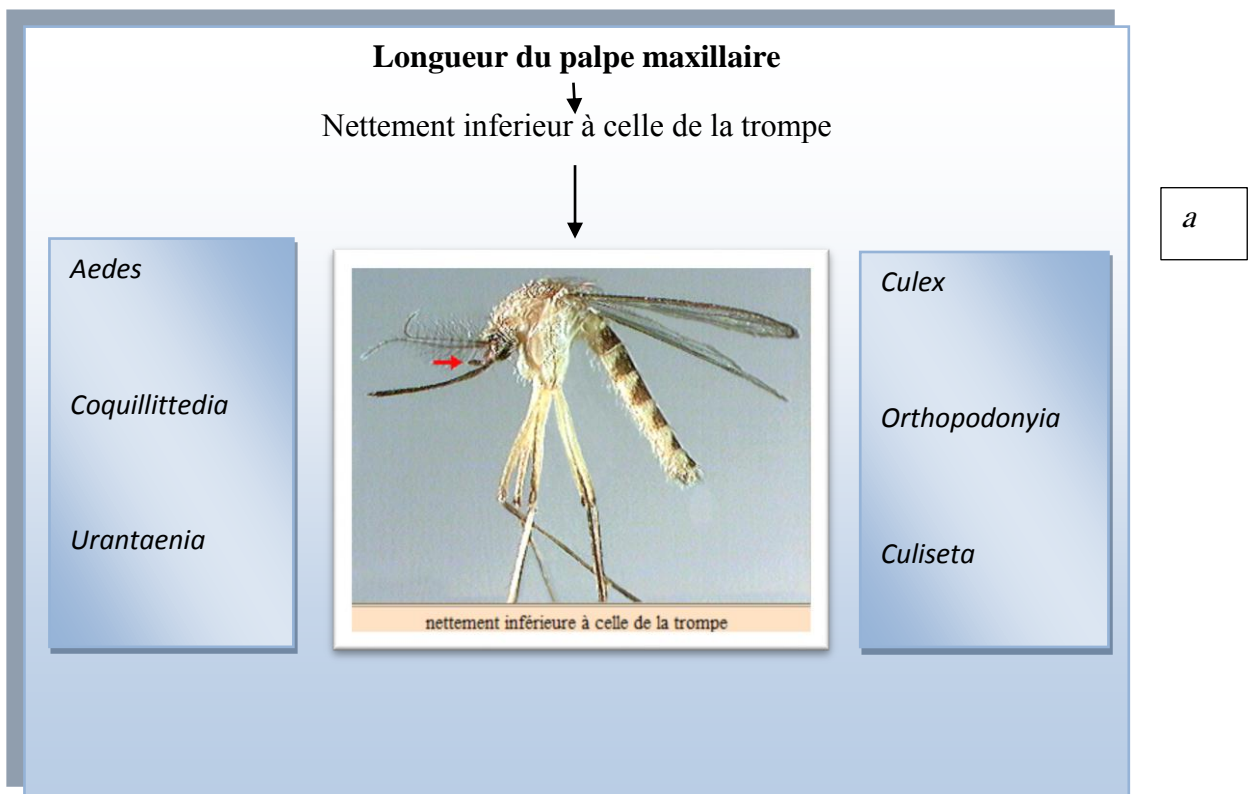 Longueur du palpe maxillaire
Nettement inferieur à celle de la trompe
a
Aedes
Coquillittedia
Urantaenia
nettement inférieure à celle de la trompe
Culex
Orthopodonyia
Culiseta